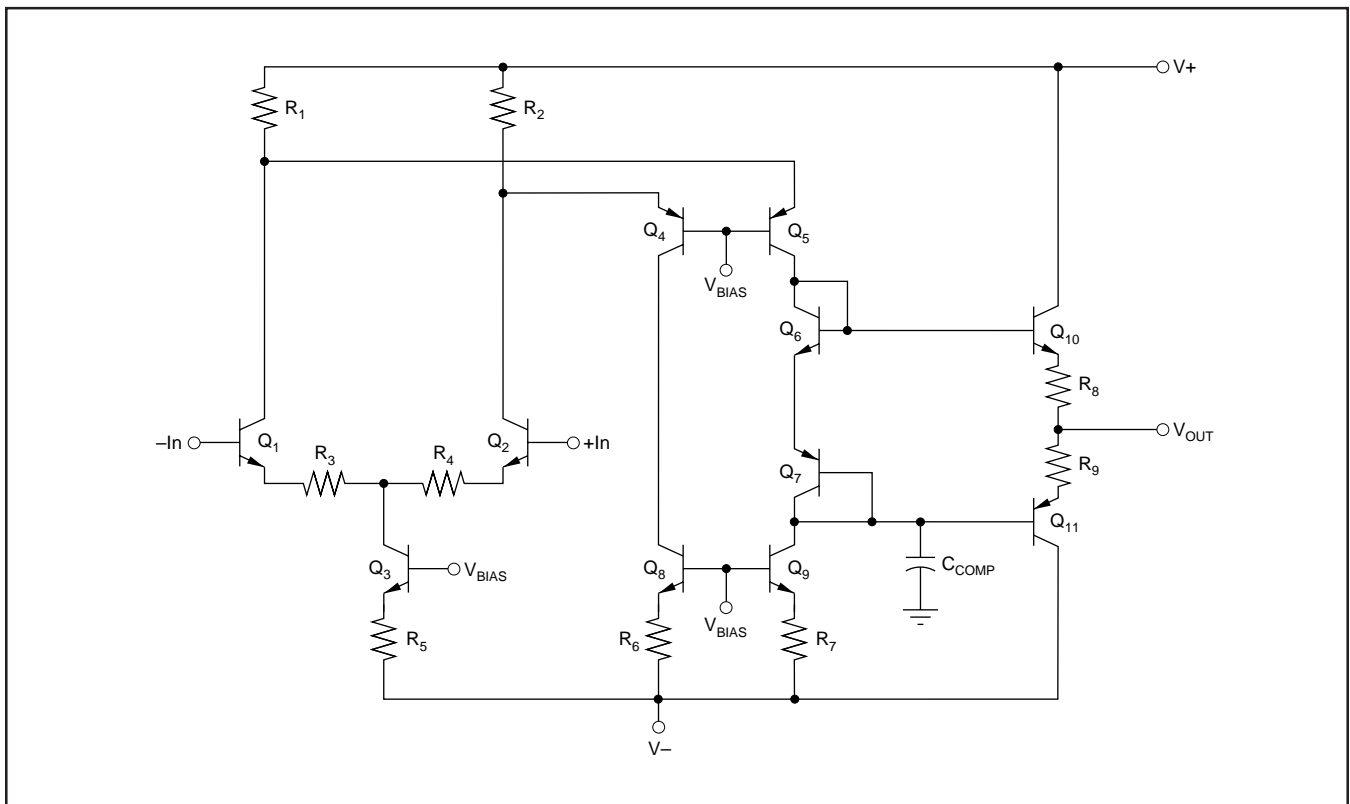 V+
R1
R2
Q4
Q5
VBIAS
Q6
Q10
R8
–In
Q1
Q2
+In
VOUT
R3
R4
Q7
R9
Q11
Q3
VBIAS
Q8
Q9
CCOMP
VBIAS
R5
R6
R7
V–